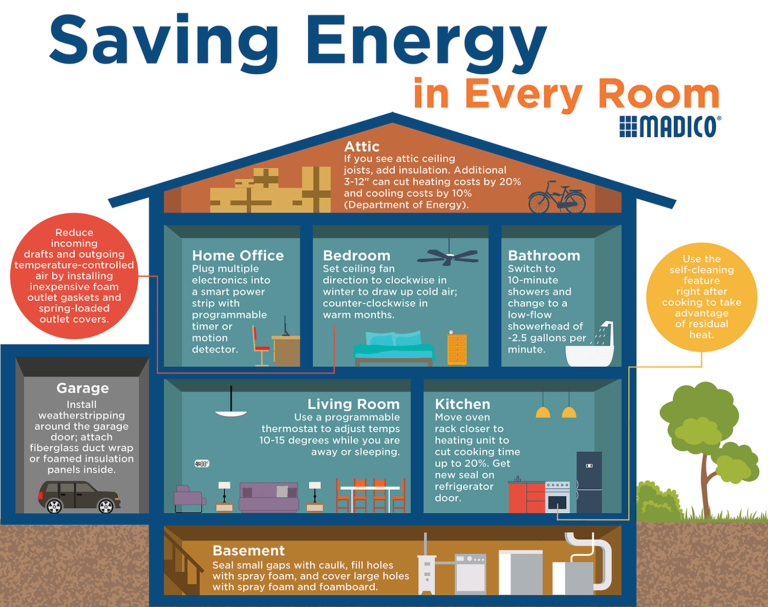 Saving Energy
in Every Room
MADICO®
Attic
If you see attic ceiling
joists, add insulation. Additional
3-12" can cut heating costs by 20%
and cooling costs by 10%
(Department of Energy).
Reduce
incoming
drafts and outgoing
temperature-controlled
air by installing
inexpensive foam
outlet gaskets and
spring-loaded
outlet covers.
Home Office
Plug multiple
electronics into
a smart power
strip with
programmable
timer or
motion
detector.
Bedroom
Set ceiling fan
direction to clockwise in
winter to draw up cold air;
counter-clockwise in
warm months.
Bathroom
Switch to
10-minute
showers and
change to a
low-flow
showerhead of
-2.5 gallons per
minute.
Use the
self-cleaning
feature
right after
cooking to take
advantage
of residual
heat.
Garage
Install
weatherstripping
around the garage
door; attach
fiberglass duct wrap
or foamed insulation
panels inside.
Living Room
Use a programmable
thermostat to adjust temps
10-15 degrees while you are
away or sleeping.
Kitchen
Move oven
rack closer to
heating unit to
cut cooking time
up to 20%. Get
new seal on
refrigerator
door.
Basement
Seal small gaps with caulk, fill holes
with spray foam, and cover large holes
with spray foam and foamboard.